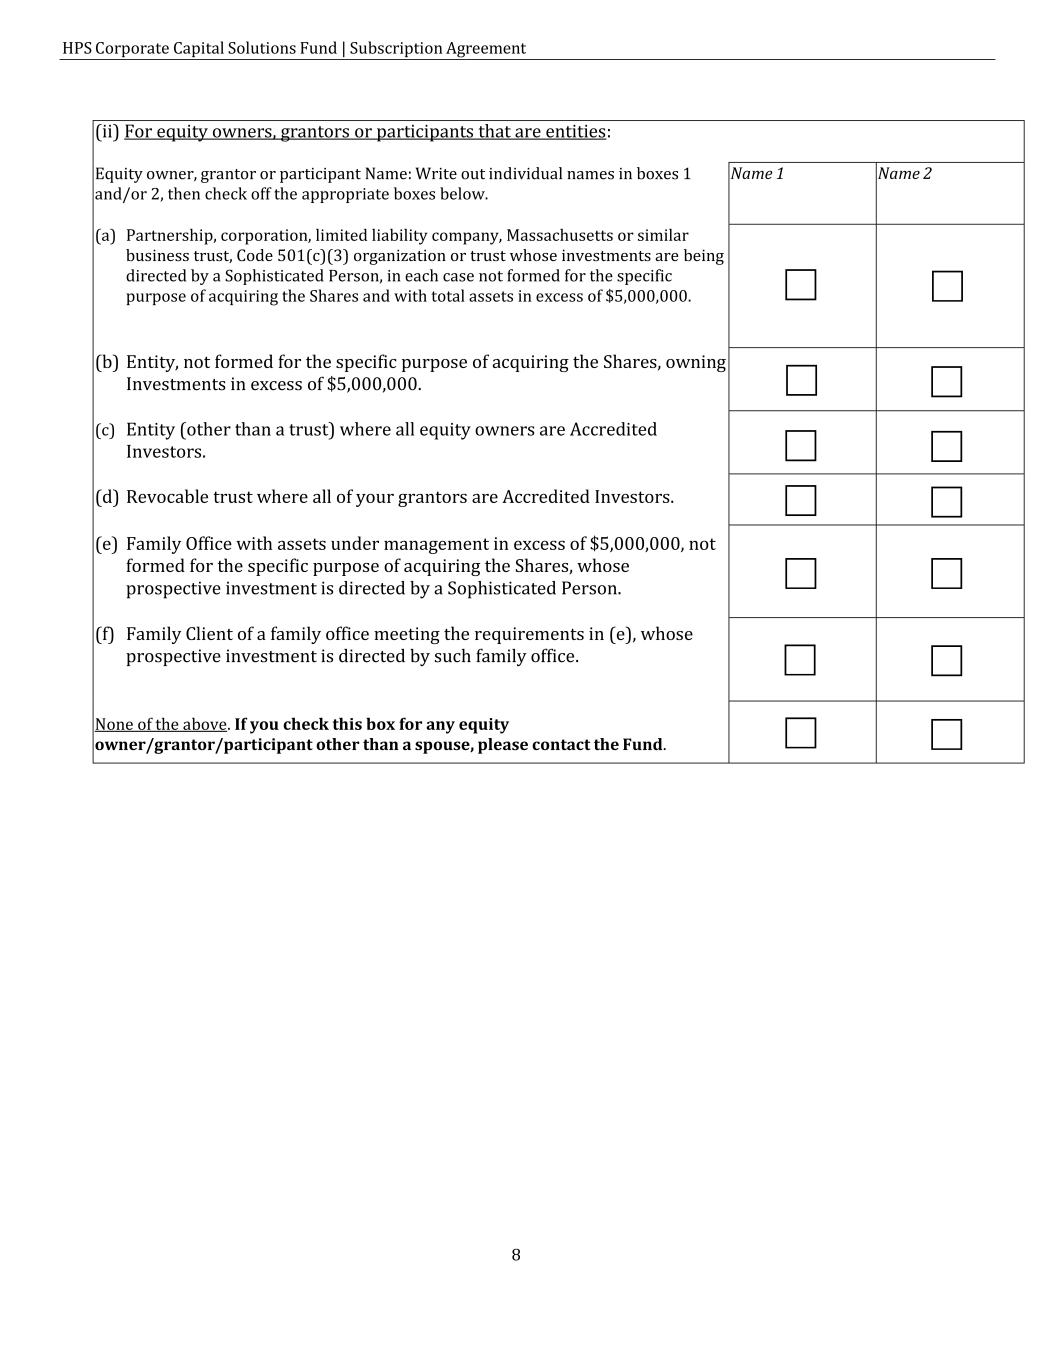 HPS Corporate Capital Solutions Fund | Subscription Agreement
(ii) For equity owners, grantors or participants that are entities:
Equity owner, grantor or participant Name: Write out individual names in boxes 1
and/or 2, then check off the appropriate boxes below.
Name 1
Name 2
(a) Partnership, corporation, limited liability company, Massachusetts or similar
business trust, Code 501(c)(3) organization or trust whose investments are being
directed by a Sophisticated Person, in each case not formed for the specific
purpose of acquiring the Shares and with total assets in excess of $5,000,000.
(b) Entity, not formed for the specific purpose of acquiring the Shares, owning
Investments in excess of $5,000,000.
(c) Entity (other than a trust) where all equity owners are Accredited
Investors.
(d) Revocable trust where all of your grantors are Accredited Investors.
(e) Family Office with assets under management in excess of $5,000,000, not
formed for the specific purpose of acquiring the Shares, whose
prospective investment is directed by a Sophisticated Person.
(f) Family Client of a family office meeting the requirements in (e), whose
prospective investment is directed by such family office.
None of the above. If you check this box for any equity
owner/grantor/participant other than a spouse, please contact the Fund.
8